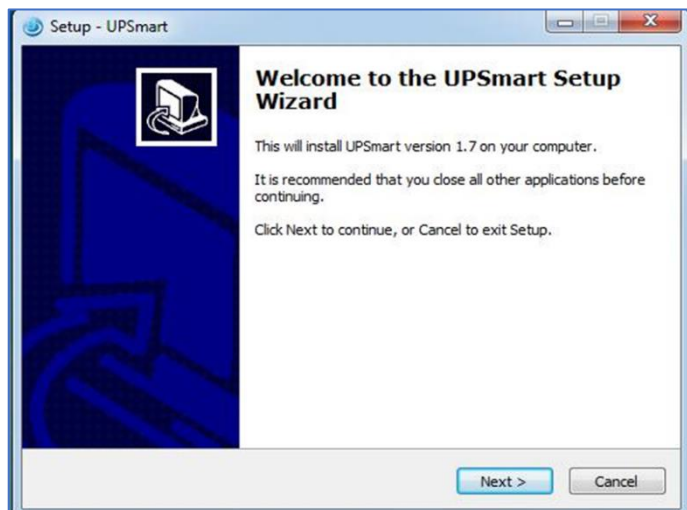 Setup - UPSmart
Welcome to the UPSmart Setup
Wizard
This will install UPSmart version 1.7 on your computer.
It is recommended that you close all other applications before
continuing.
Click Next to continue, or Cancel to exit Setup.
Next >
Cancel